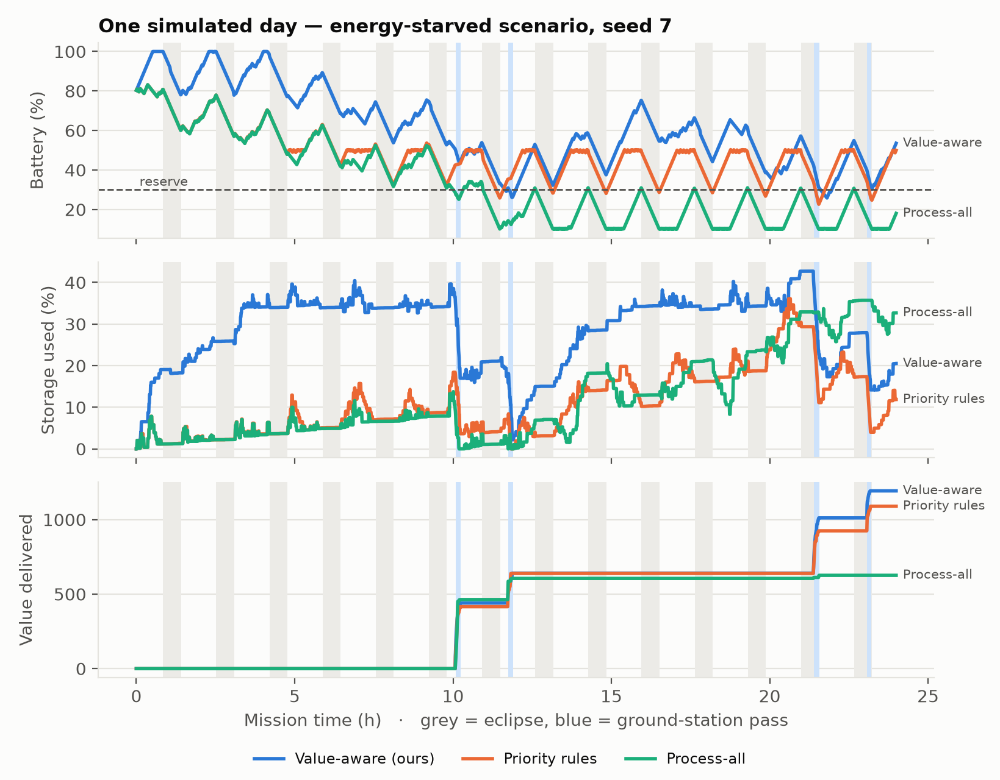 One simulated day — energy-starved scenario, seed 7
Battery (%)
100
80
60
40
20
reserve
Value-aware
Process-all
Storage used (%)
40
30
20
10
0
Process-all
Value-aware
Priority rules
Value delivered
1000
500
0
Value-aware
Priority rules
Process-all
0 5 10 15 20 25
Mission time (h) · grey = eclipse, blue = ground-station pass
Value-aware (ours) Priority rules Process-all